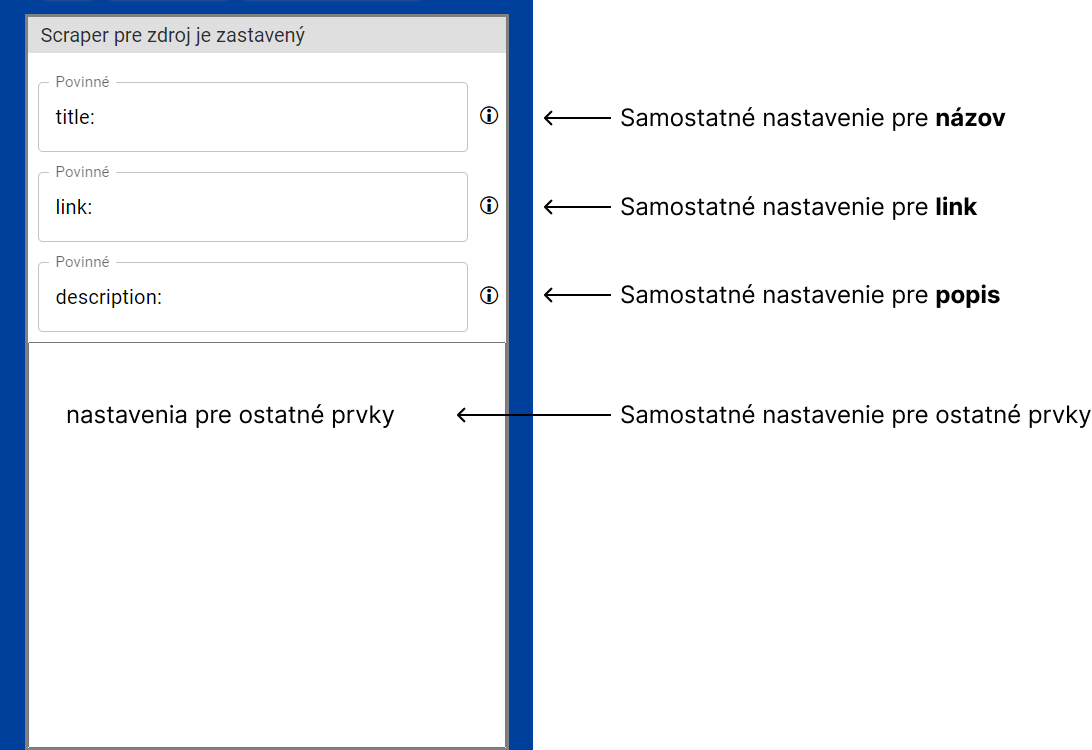 Scraper pre zdroj je zastavený
Povinné
title:
Samostatné nastavenie pre názov
Povinné
link:
Samostatné nastavenie pre link
Povinné
description:
Samostatné nastavenie pre popis
nastavenia pre ostatné prvky
Samostatné nastavenie pre ostatné prvky